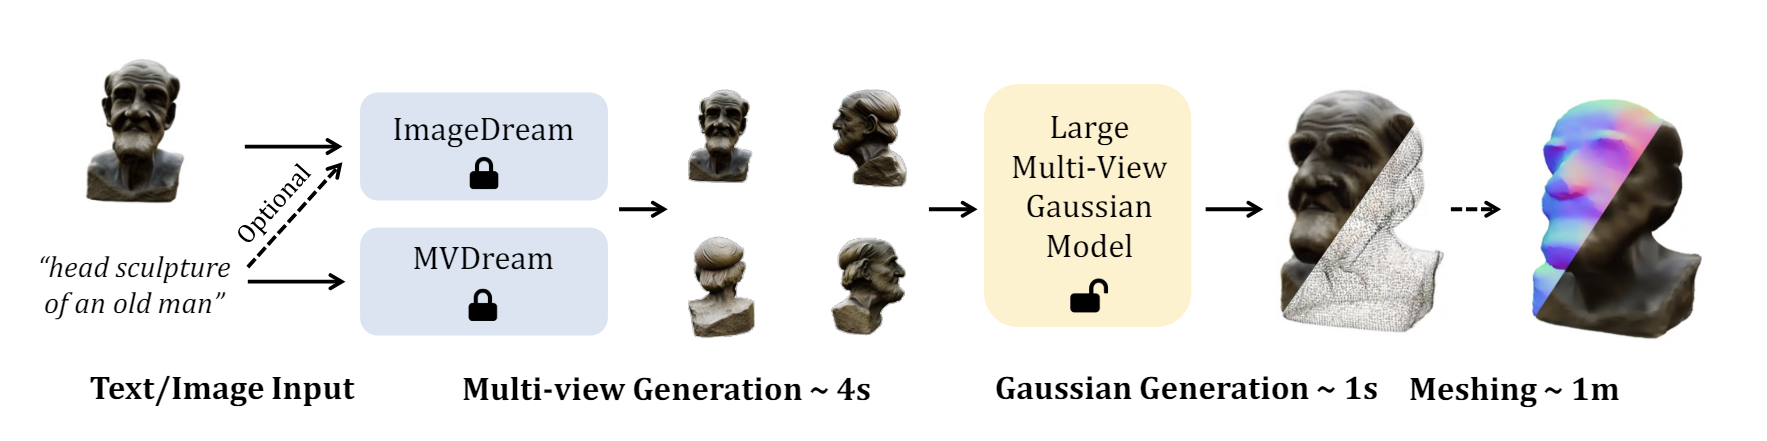 “head sculpture
of an old man”
Optional
ImageDream
MVDream
Large
Multi-View
Gaussian
Model
Text/Image Input
Multi-view Generation ~ 4s
Gaussian Generation ~ 1s
Meshing ~ 1m